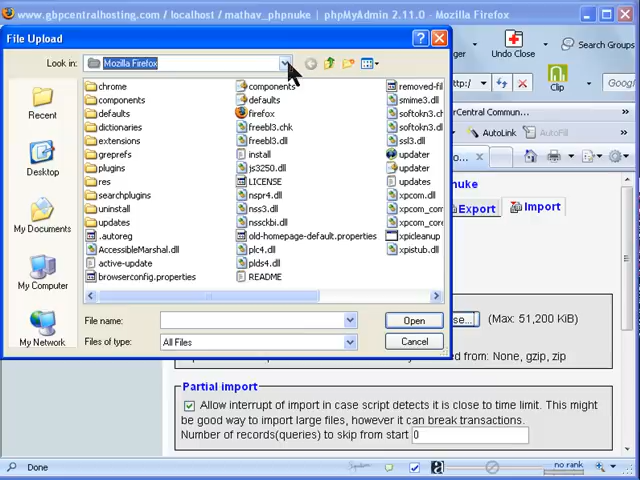 www.gbpcentralhosting.com / localhost / mathav_phpnuke | phpMyAdmin 2.11.0 - Mozilla Firefox
File Upload
Look in: Mozilla Firefox
Undo Close
Search Groups
Clip
AutoLink
AutoFill
Recent
Desktop
My Documents
My Computer
My Network
chrome
components
defaults
dictionaries
extensions
greprefs
plugins
res
searchplugins
uninstall
updates
.autoreg
AccessibleMarshal.dll
active-update
browserconfig.properties
components
defaults
firefox
freebl3.chk
freebl3.dll
install
js3250.dll
LICENSE
nspr4.dll
nss3.dll
nssckbi.dll
old-homepage-default.properties
plc4.dll
plds4.dll
README
removed-fil
smime3.dll
softokn3.c
softokn3.d
ssl3.dll
updater
updater
updates
xpcom.dll
xpcom_com
xpcom_core
xpicleanup
xpistub.dll
File name:
Open
Files of type: All Files
Cancel
Export
Import
(Max: 51,200 KiB)
from: None, gzip, zip
Partial import
Allow interrupt of import in case script detects it is close to time limit. This might
be good way to import large files, however it can break transactions.
Number of records(queries) to skip from start 0
Done
no rank